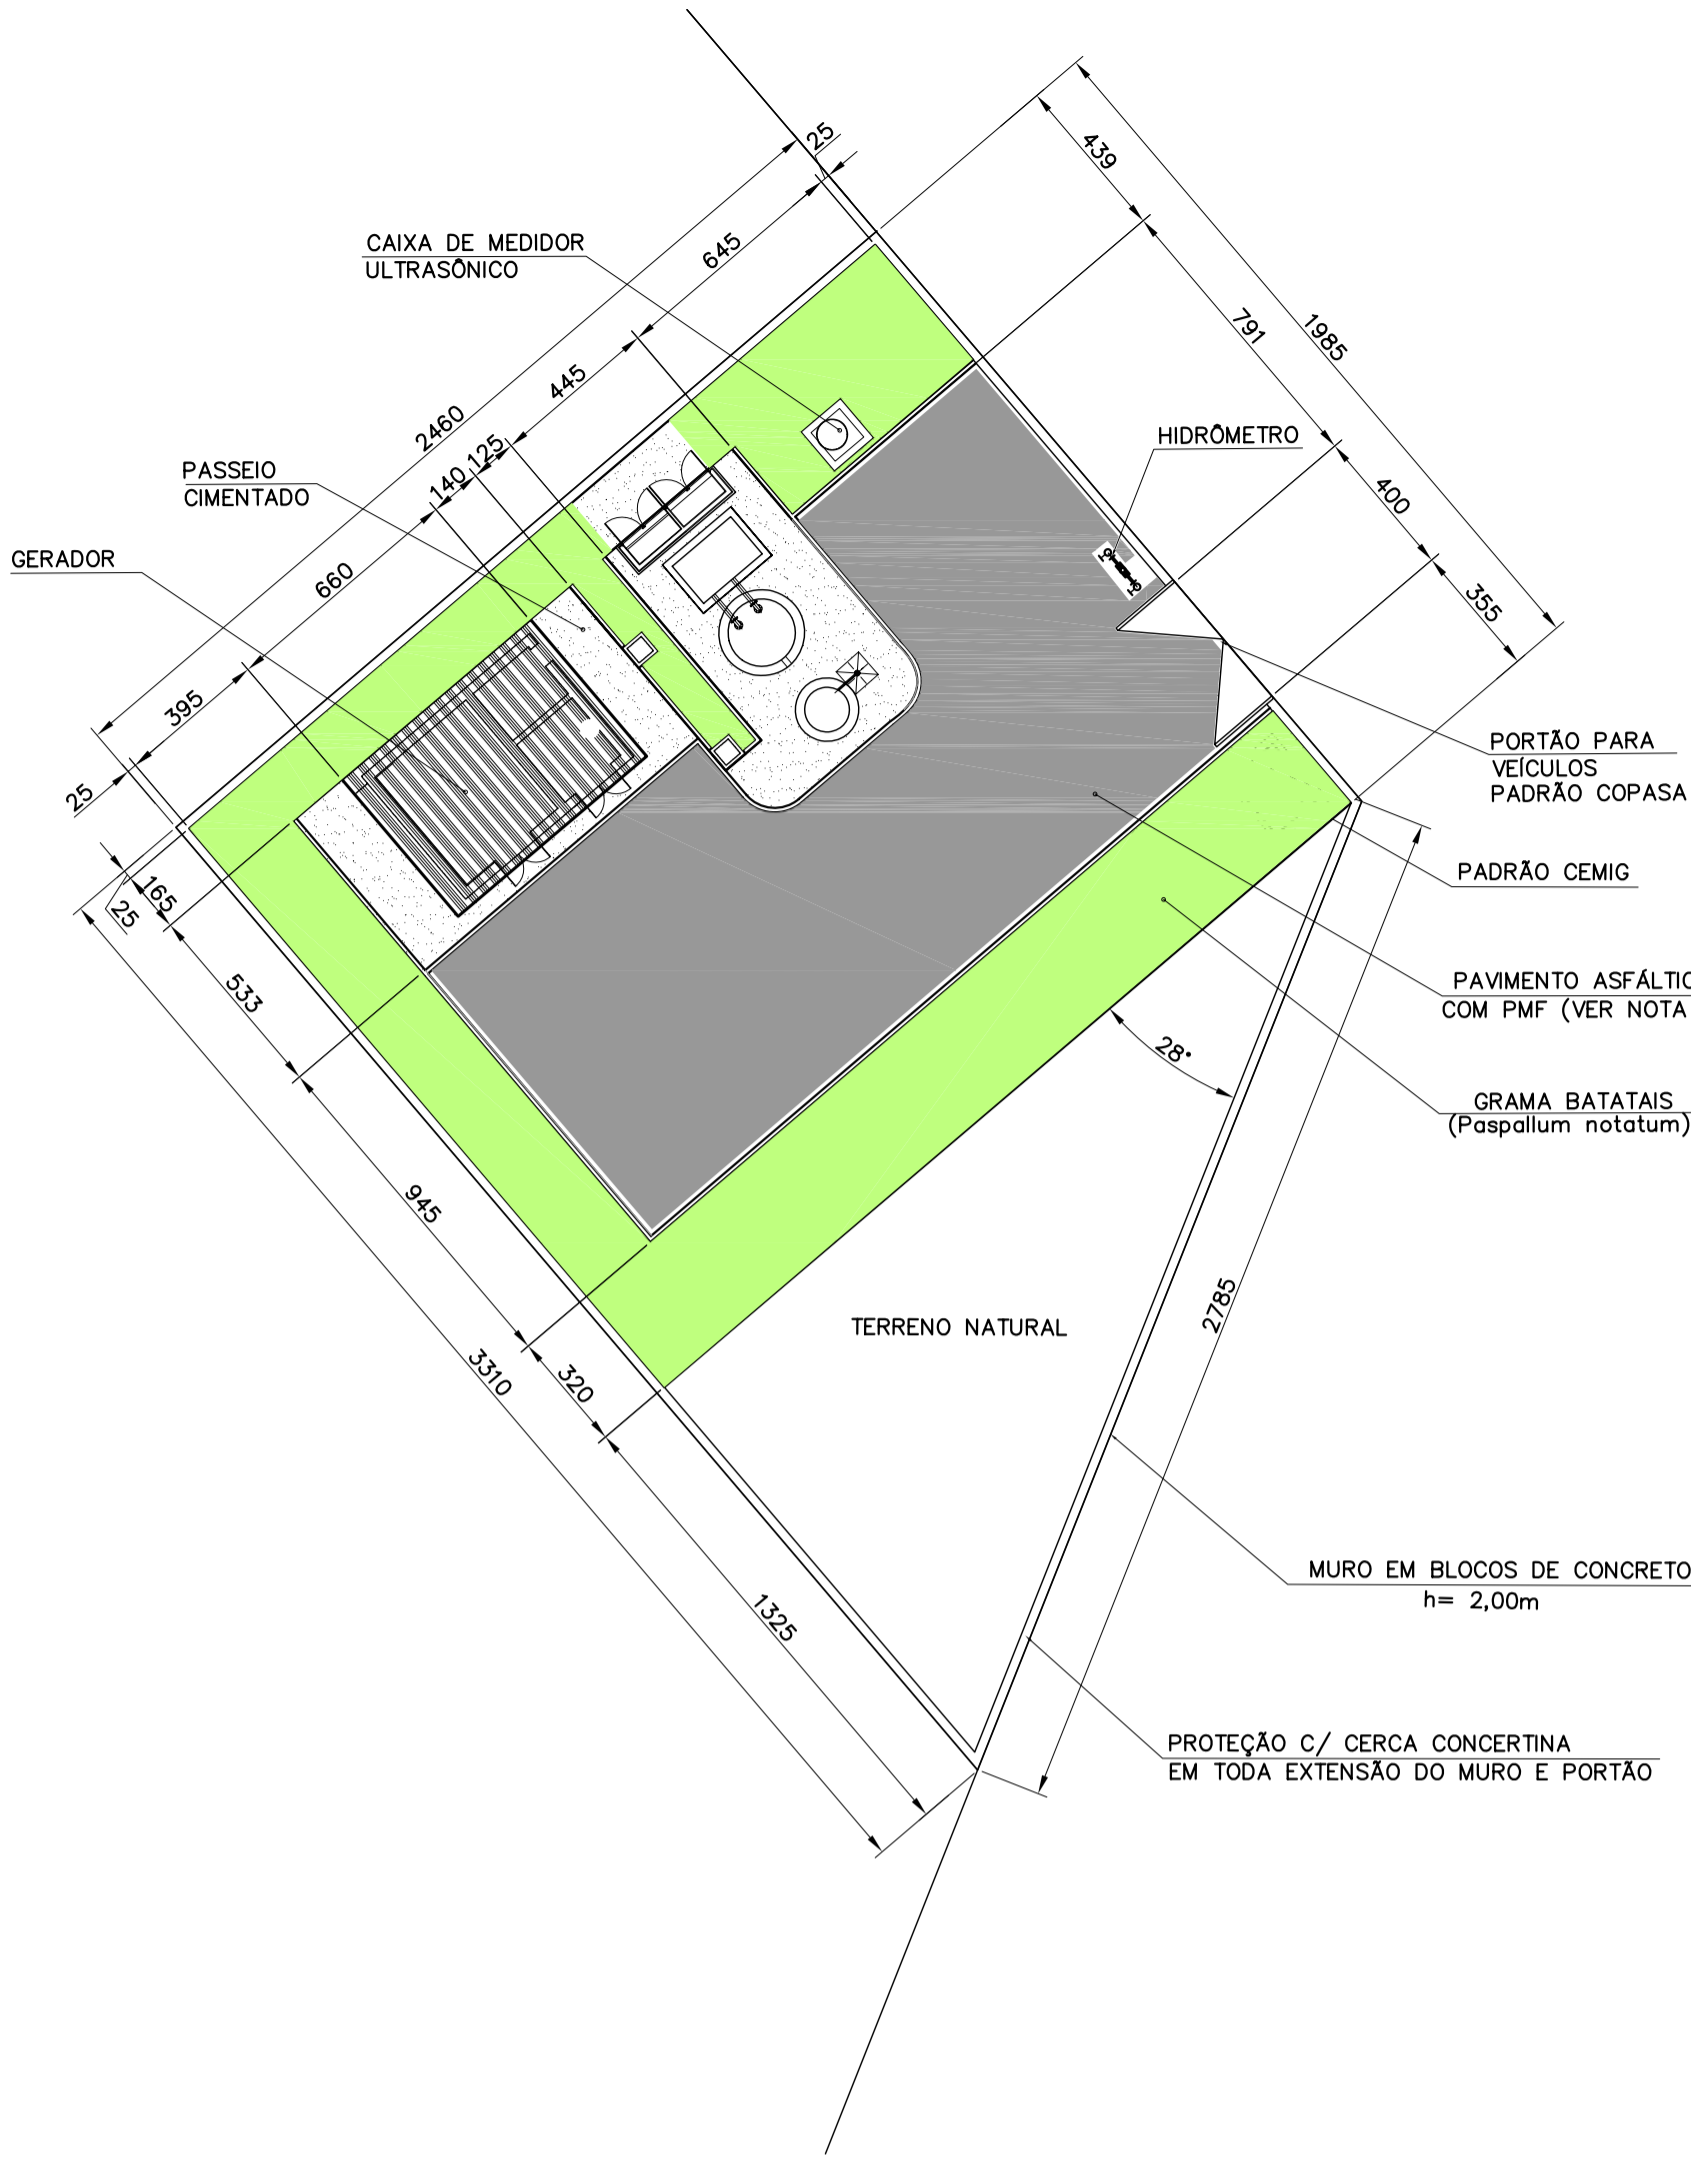 25
439
CAIXA DE MEDIDOR
ULTRASÔNICO
645
791
1985
445
2460
HIDRÔMETRO
125
140
PASSEIO
CIMENTADO
400
GERADOR
660
355
395
25
PORTÃO PARA
VEÍCULOS
PADRÃO COPASA
165
25
PADRÃO CEMIG
533
PAVIMENTO ASFÁLTIC
COM PMF (VER NOTA
28°
GRAMA BATATAIS
(Paspallum notatum)
945
2785
TERRENO NATURAL
3310
320
MURO EM BLOCOS DE CONCRETO
h= 2,00m
1325
PROTEÇÃO C/ CERCA CONCERTINA
EM TODA EXTENSÃO DO MURO E PORTÃO